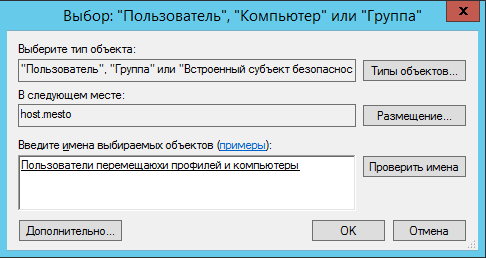 Выбор: "Пользователь", "Компьютер" или "Группа"
x
Выберите тип объекта:
"Пользователь", "Группа" или "Встроенный субъект безопаснос
Типы объектов...
В следующем месте:
host.mesto
Размещение...
Введите имена выбираемых объектов (примеры):
Пользователи перемещаюхи профилей и компьютеры
Проверить имена
Дополнительно...
ОК
Отмена